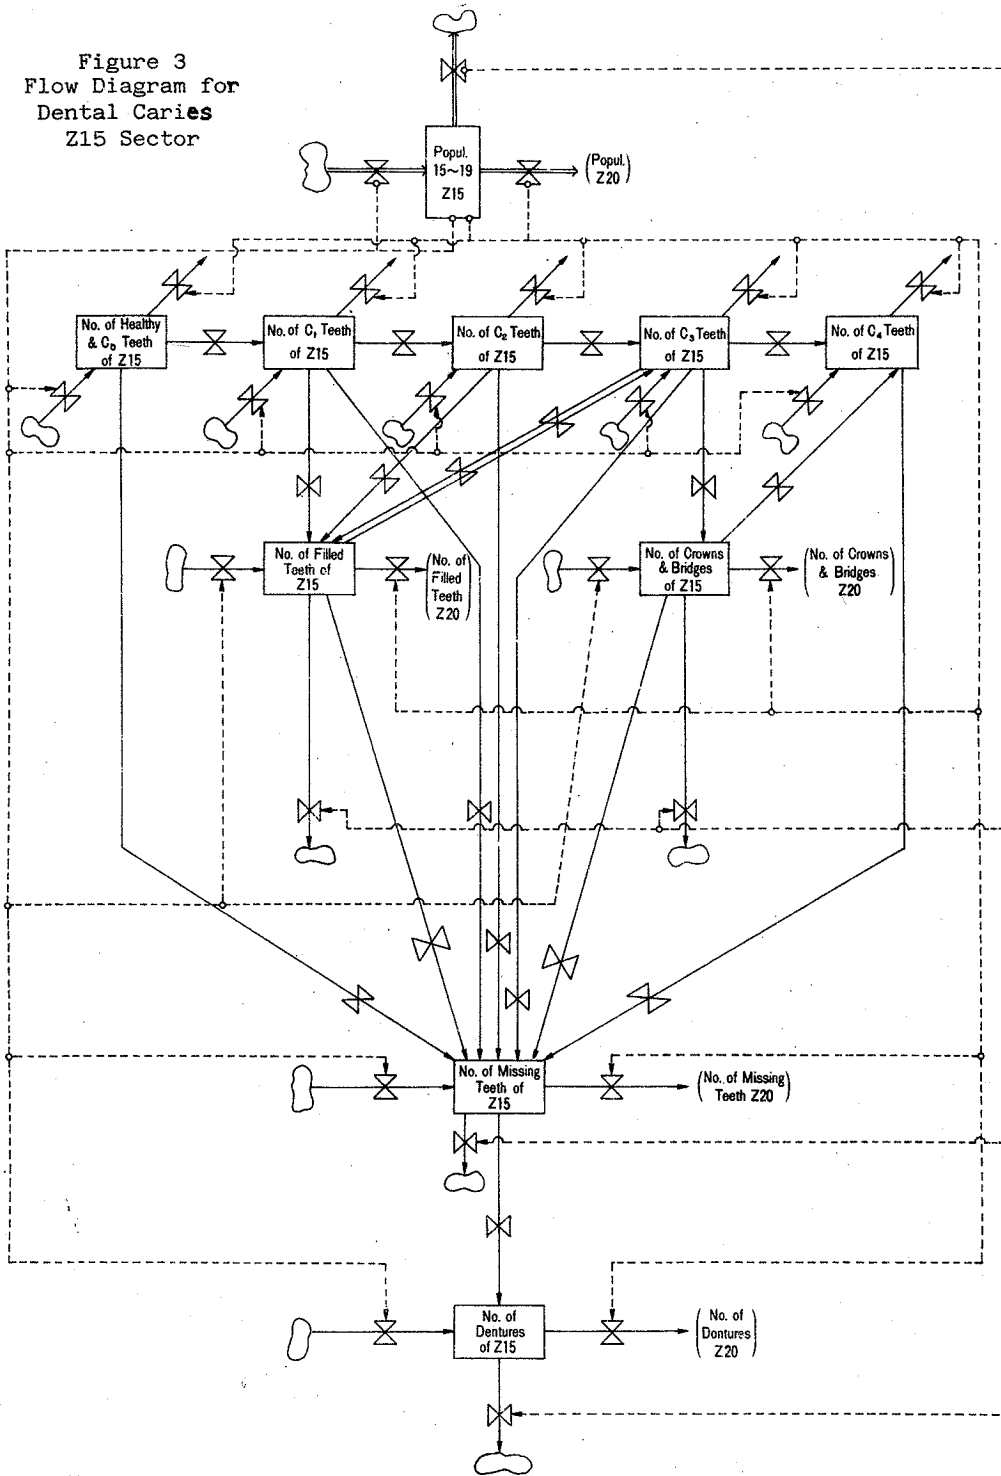 Figure 3
Flow Diagram for
Dental Caries
Z15 Sector
Popul.
15~19
Z15
(Popul.
Z20)
No. of Healthy
& C₀ Teeth
of Z15
No. of C₁ Teeth
of Z15
No. of C₂ Teeth
of Z15
No. of C₃ Teeth
of Z15
No. of C₄ Teeth
of Z15
No. of Filled
Teeth of
Z15
(No. of
Filled
Teeth
Z20)
No. of Crowns
& Bridges
of Z15
(No. of Crowns
& Bridges
Z20)
No. of Missing
Teeth of
Z15
(No. of Missing
Teeth Z20)
No. of
Dentures
of Z15
(No. of
Dontures
Z20)